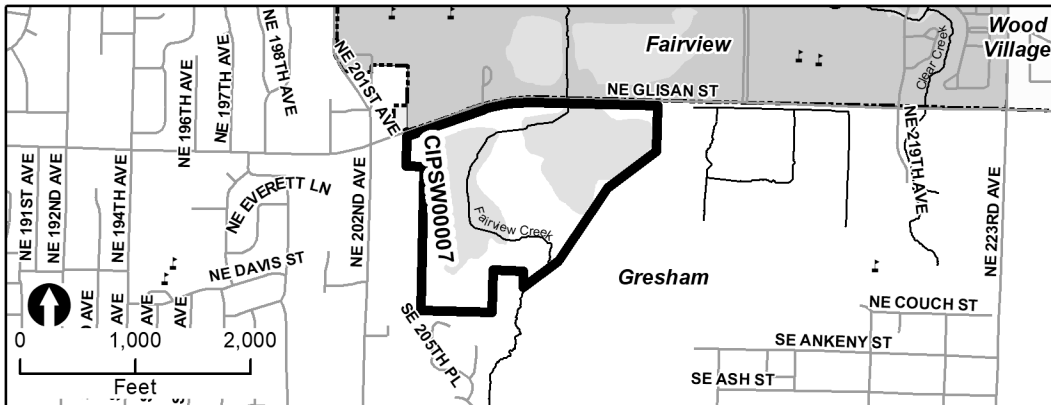 NE 198TH AVE
NE 201ST AVE
Fairview
Wood
Village
Clear Creek
NE 197TH AVE
NE 196TH AVE
NE GLISAN ST
NE 191ST AVE
NE 192ND AVE
NE 194TH AVE
NE EVERETT LN
NE 202ND AVE
CIPSW00007
NE 219TH AVE
NE 223RD AVE
Fairview Creek
NE DAVIS ST
Gresham
AVE
AVE
AVE
AVE
NE COUCH ST
SE 205TH PL
SE ANKENY ST
SE ASH ST
0 1,000 2,000
Feet